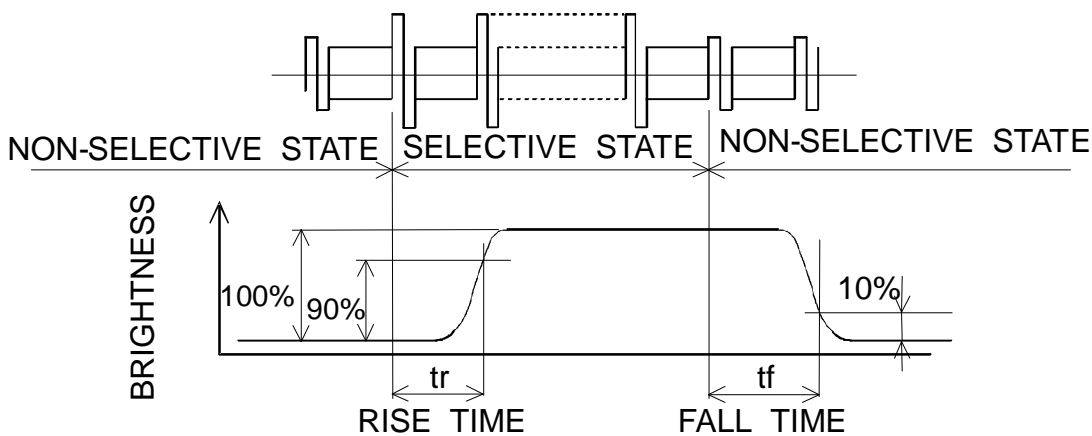 NON-SELECTIVE STATE
SELECTIVE STATE
NON-SELECTIVE STATE
BRIGHTNESS
100%
90%
10%
tr
tf
RISE TIME
FALL TIME